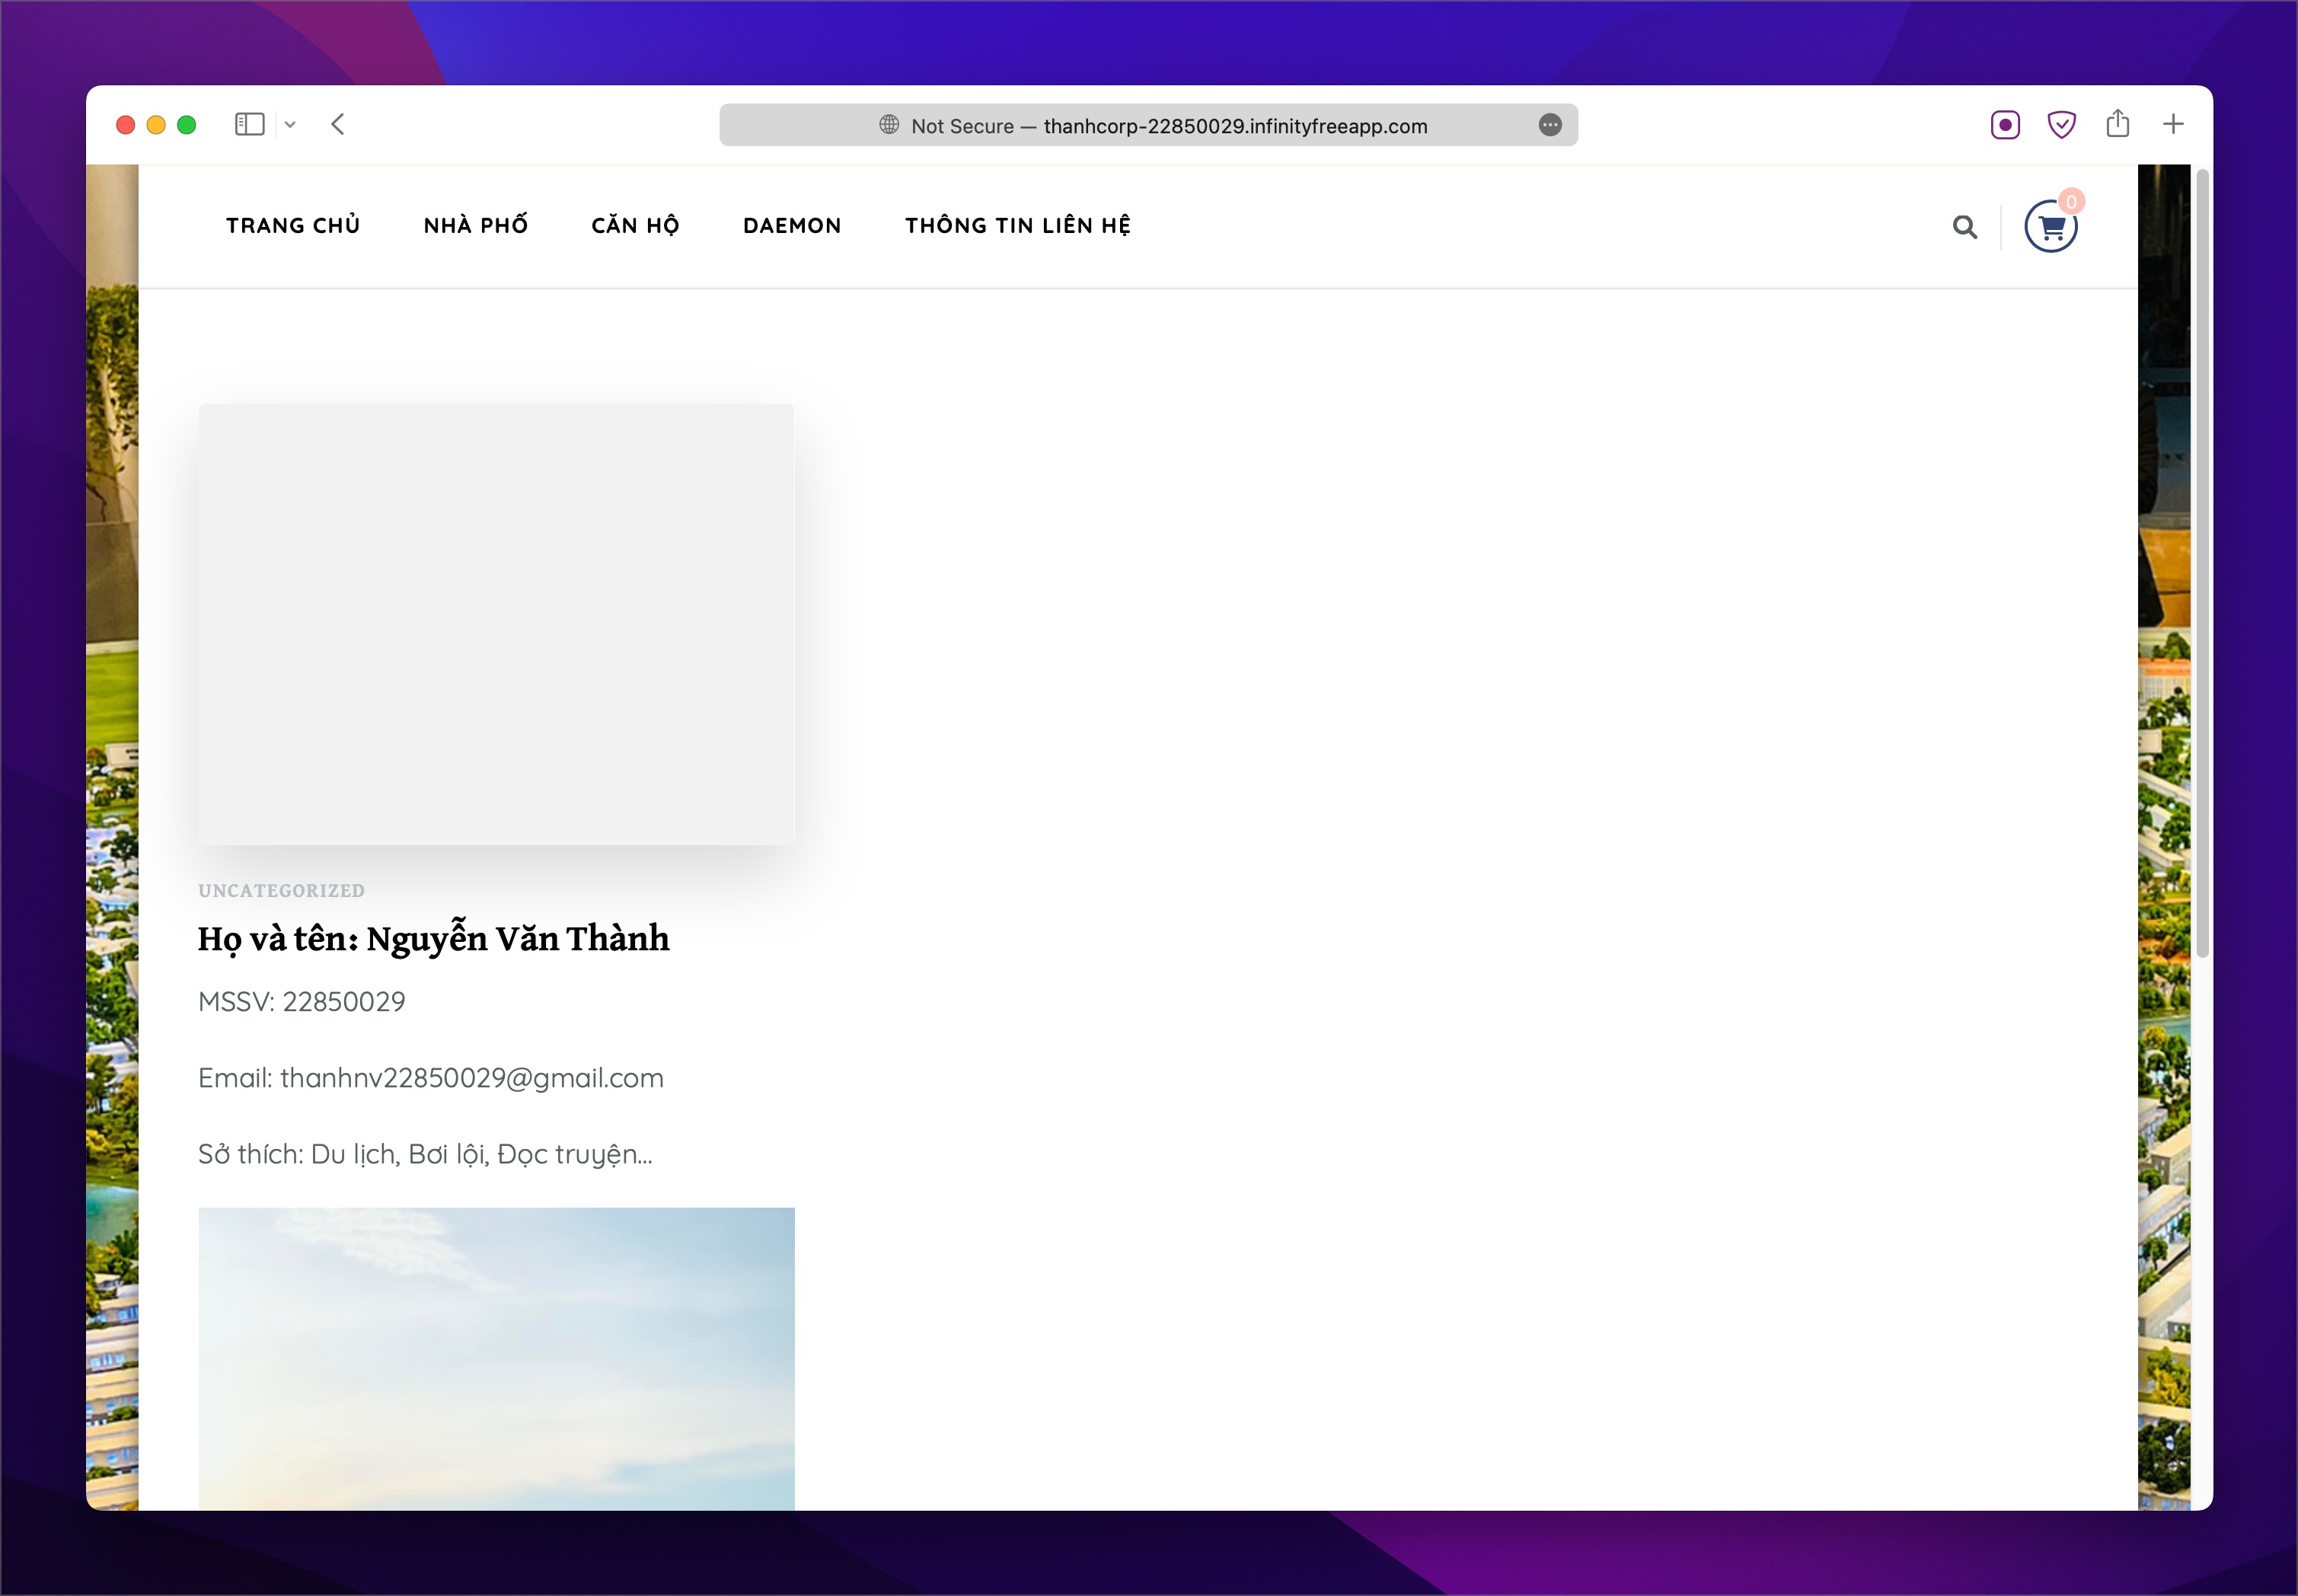 Not Secure — thanhcorp-22850029.infinityfreeapp.com
TRANG CHỦ NHÀ PHỐ CĂN HỘ DAEMON THÔNG TIN LIÊN HỆ 0
UNCATEGORIZED
Họ và tên: Nguyễn Văn Thành
MSSV: 22850029
Email: thanhnv22850029@gmail.com
Sở thích: Du lịch, Bơi lội, Đọc truyện...